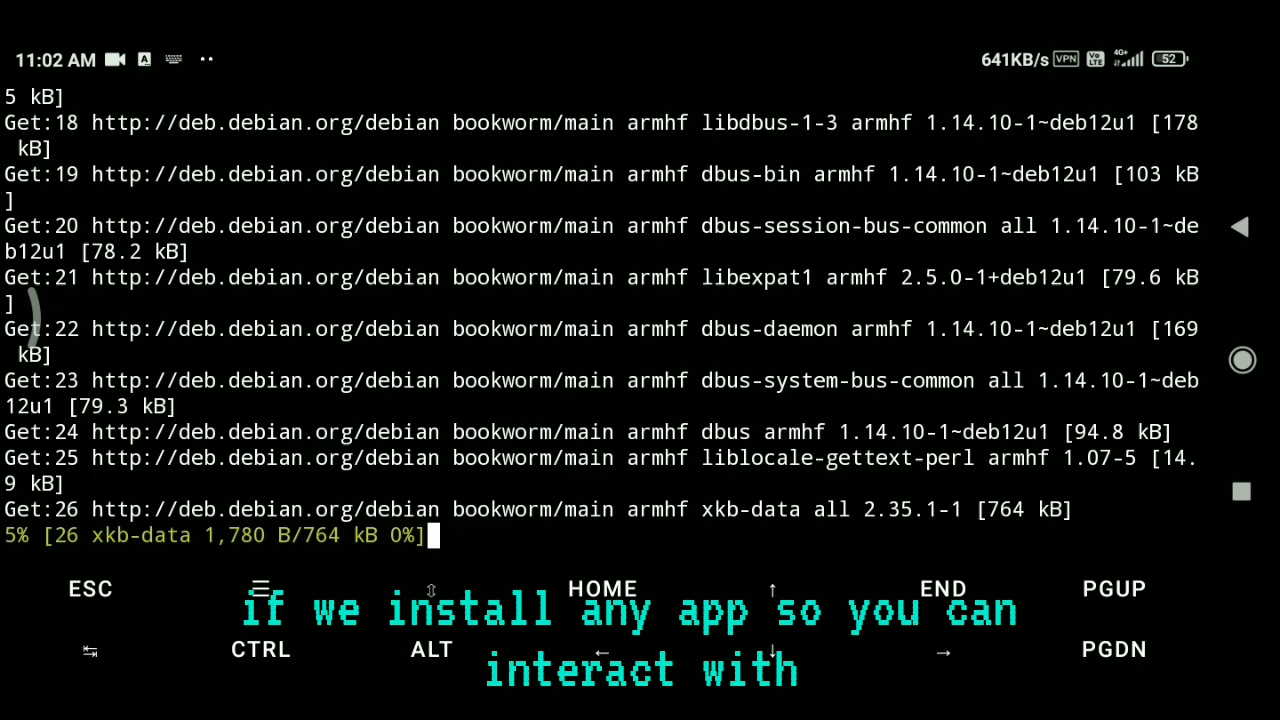 11:02 AM
641KB/s VPN Vo LTE 4G+ 52
5 kB]
Get:18 http://deb.debian.org/debian bookworm/main armhf libdbus-1-3 armhf 1.14.10-1~deb12u1 [178
 kB]
Get:19 http://deb.debian.org/debian bookworm/main armhf dbus-bin armhf 1.14.10-1~deb12u1 [103 kB
]
Get:20 http://deb.debian.org/debian bookworm/main armhf dbus-session-bus-common all 1.14.10-1~de
b12u1 [78.2 kB]
Get:21 http://deb.debian.org/debian bookworm/main armhf libexpat1 armhf 2.5.0-1+deb12u1 [79.6 kB
]
Get:22 http://deb.debian.org/debian bookworm/main armhf dbus-daemon armhf 1.14.10-1~deb12u1 [169
 kB]
Get:23 http://deb.debian.org/debian bookworm/main armhf dbus-system-bus-common all 1.14.10-1~deb
12u1 [79.3 kB]
Get:24 http://deb.debian.org/debian bookworm/main armhf dbus armhf 1.14.10-1~deb12u1 [94.8 kB]
Get:25 http://deb.debian.org/debian bookworm/main armhf liblocale-gettext-perl armhf 1.07-5 [14.
9 kB]
Get:26 http://deb.debian.org/debian bookworm/main armhf xkb-data all 2.35.1-1 [764 kB]
5% [26 xkb-data 1,780 B/764 kB 0%]
ESC ☰ ⇳ HOME ↑ END PGUP
if we install any app so you can
↹ CTRL ALT ← ↓ → PGDN
interact with